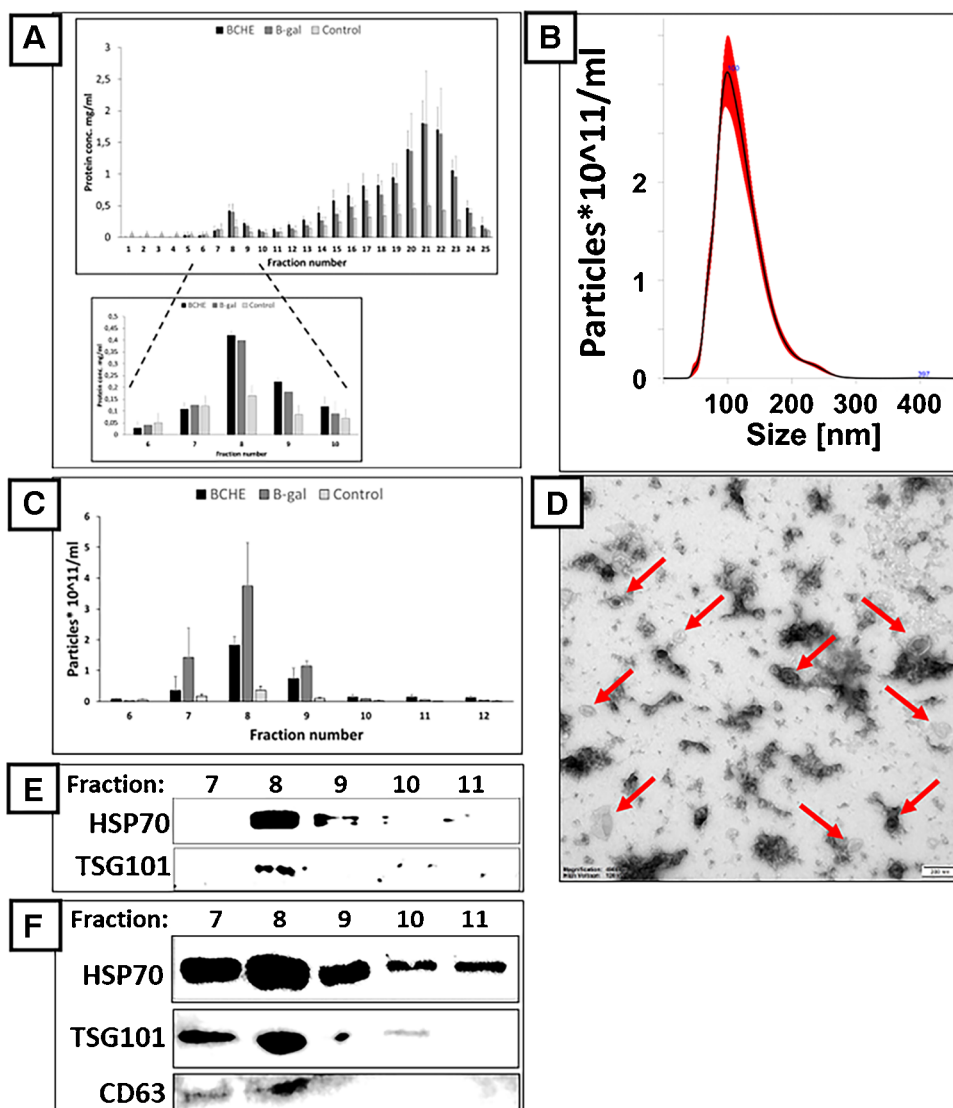 A
BCHE B-gal Control
Protein conc. mg/ml
3
2,5
2
1,5
1
0,5
0
1 2 3 4 5 6 7 8 9 10 11 12 13 14 15 16 17 18 19 20 21 22 23 24 25
Fraction number
BCHE B-gal Control
Protein conc. mg/ml
0,5
0,45
0,4
0,35
0,3
0,25
0,2
0,15
0,1
0,05
0
6 7 8 9 10
Fraction number
B
Particles*10^11/ml
2
1
0
100 200 300 400
Size [nm]
C
BCHE B-gal Control
Particles* 10^11/ml
6
5
4
3
2
1
0
6 7 8 9 10 11 12
Fraction number
D
E
Fraction: 7 8 9 10 11
HSP70
TSG101
F
Fraction: 7 8 9 10 11
HSP70
TSG101
CD63